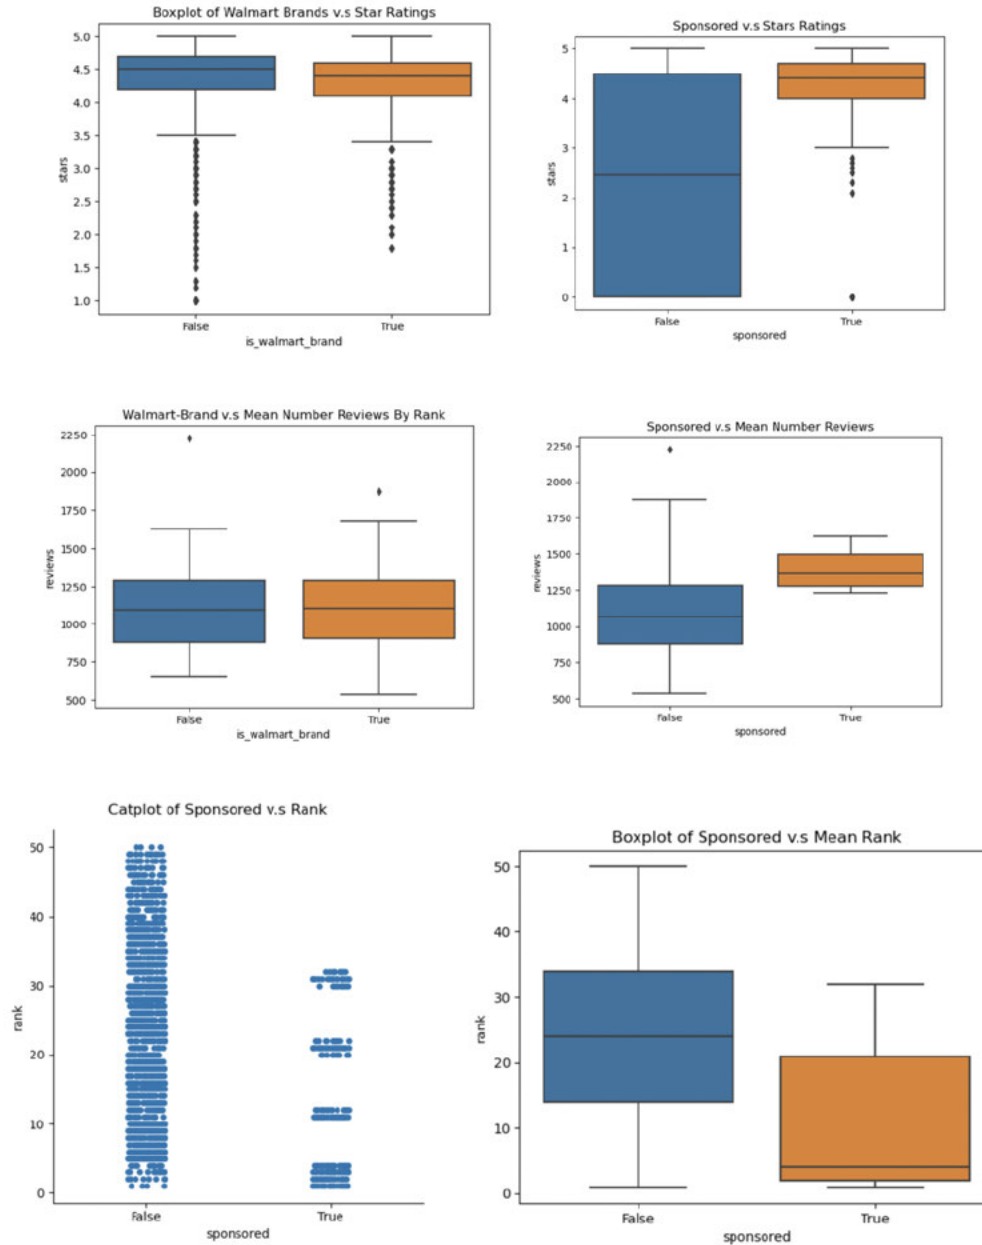 Boxplot of Walmart Brands v.s Star Ratings
5.0
4.5
4.0
3.5
3.0
2.5
2.0
1.5
1.0
stars
False
True
is_walmart_brand
Sponsored v.s Stars Ratings
5
4
3
2
1
0
stars
False
True
sponsored
Walmart-Brand v.s Mean Number Reviews By Rank
2250
2000
1750
1500
1250
1000
750
500
reviews
False
True
is_walmart_brand
Sponsored v.s Mean Number Reviews
2250
2000
1750
1500
1250
1000
750
500
reviews
False
True
sponsored
Catplot of Sponsored v.s Rank
50
40
30
20
10
0
rank
False
True
sponsored
Boxplot of Sponsored v.s Mean Rank
50
40
30
20
10
0
rank
False
True
sponsored